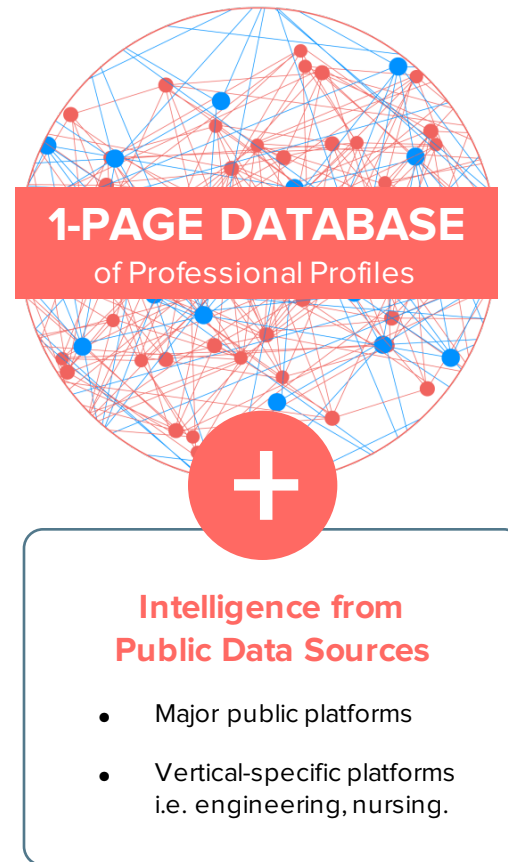 1-PAGE DATABASE
of Professional Profiles
+
Intelligence from
Public Data Sources
• Major public platforms
• Vertical-specific platforms
i.e. engineering, nursing.